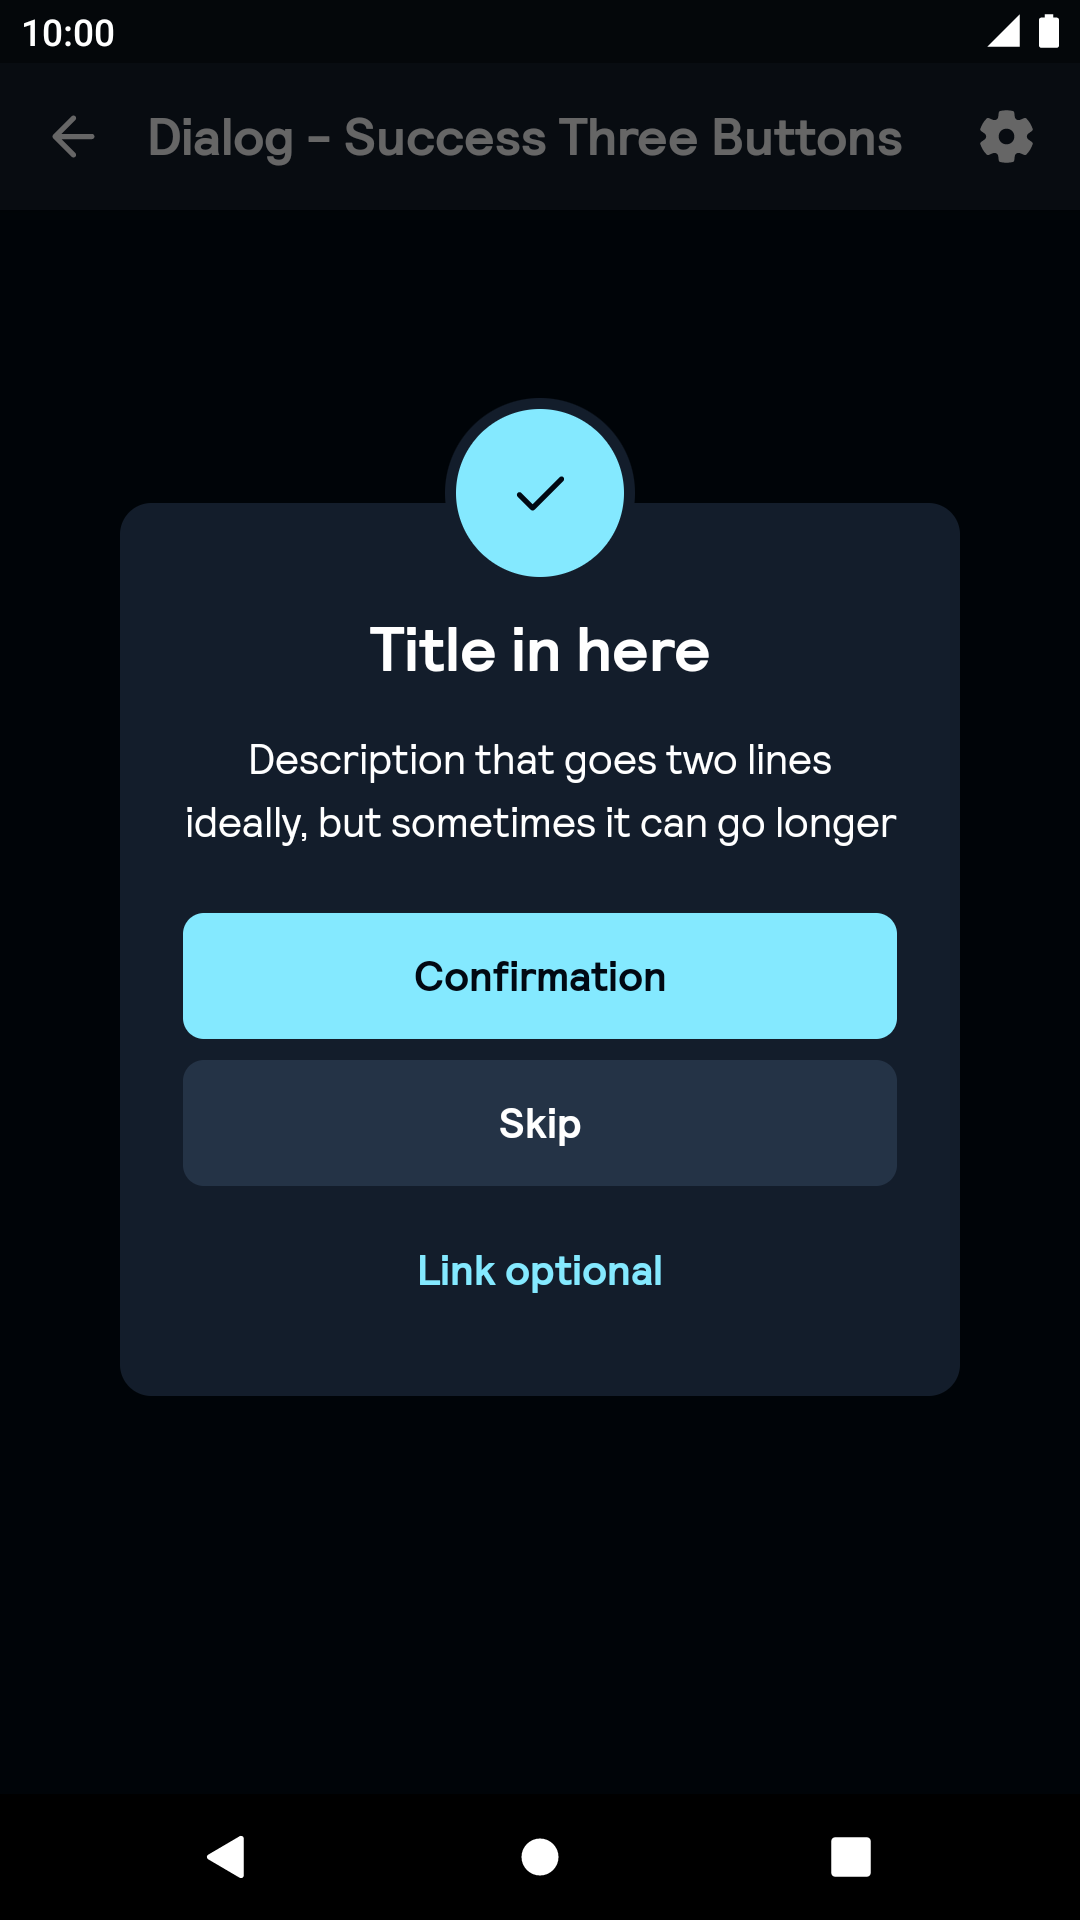 10:00
Dialog - Success Three Buttons
Title in here
Description that goes two lines
ideally, but sometimes it can go longer
Confirmation
Skip
Link optional